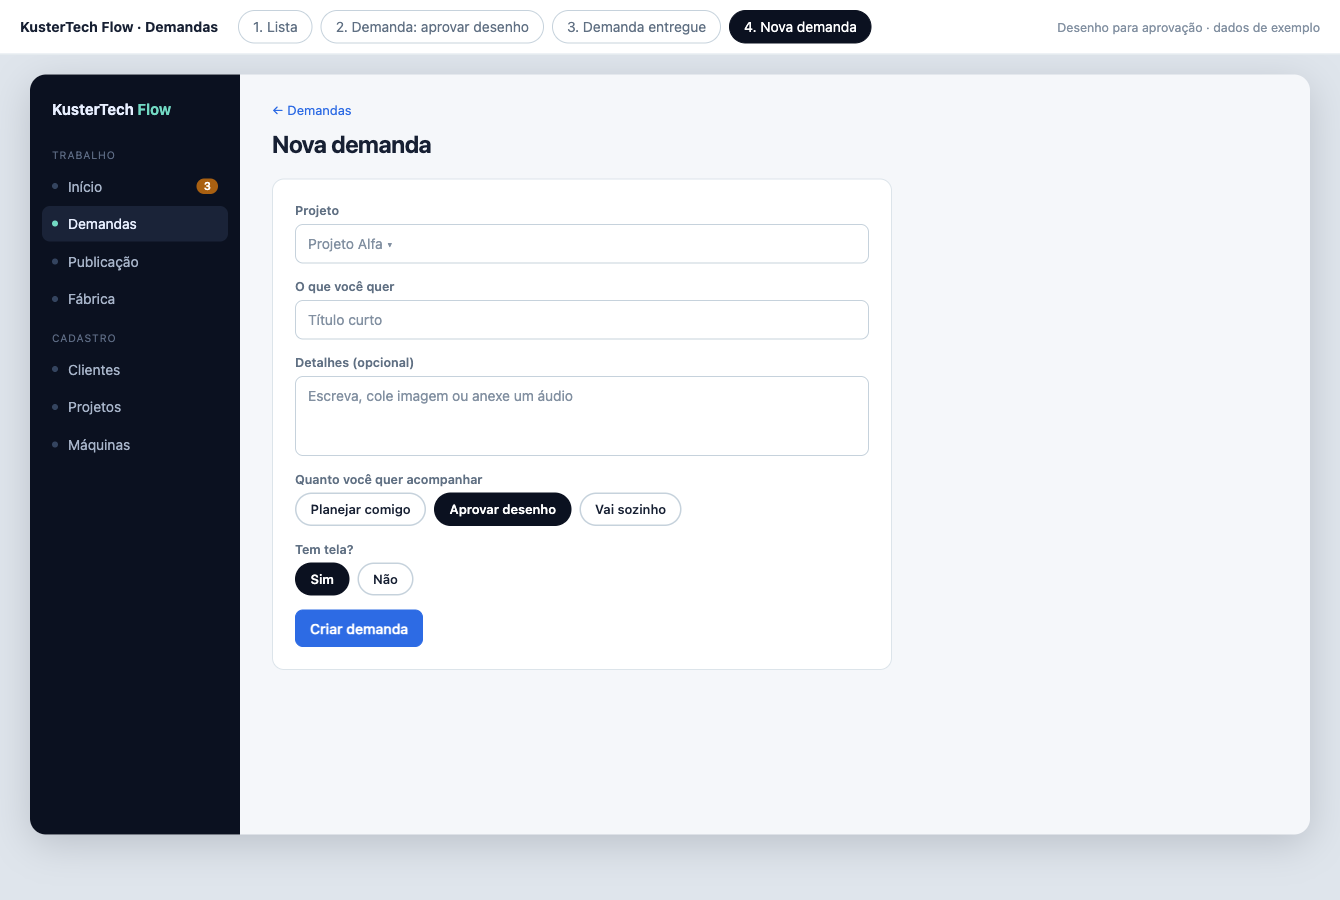 KusterTech Flow · Demandas
1. Lista
2. Demanda: aprovar desenho
3. Demanda entregue
4. Nova demanda
Desenho para aprovação · dados de exemplo
KusterTech Flow
TRABALHO
Início
3
Demandas
Publicação
Fábrica
CADASTRO
Clientes
Projetos
Máquinas
← Demandas
Nova demanda
Projeto
Projeto Alfa ▾
O que você quer
Título curto
Detalhes (opcional)
Escreva, cole imagem ou anexe um áudio
Quanto você quer acompanhar
Planejar comigo
Aprovar desenho
Vai sozinho
Tem tela?
Sim
Não
Criar demanda